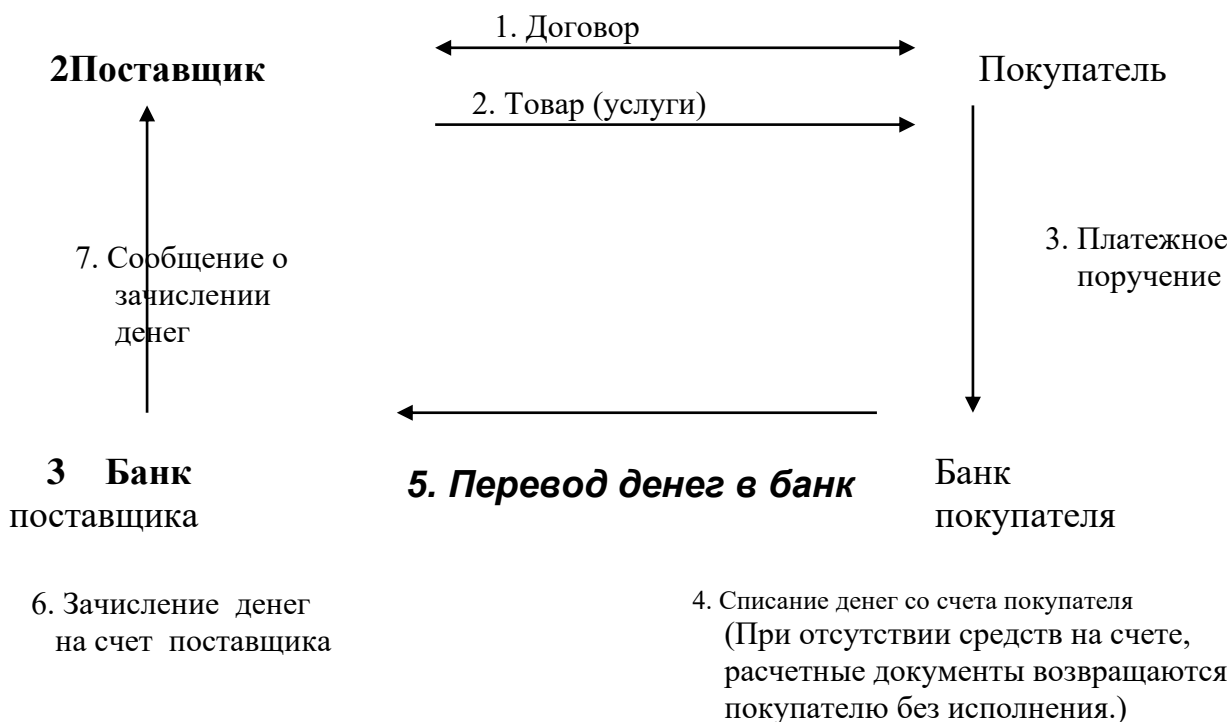 1. Договор
2Поставщик
Покупатель
2. Товар (услуги)
7. Сообщение о
зачислении
денег
3. Платежное
поручение
3 Банк
поставщика
5. Перевод денег в банк
Банк
покупателя
6. Зачисление денег
на счет поставщика
4. Списание денег со счета покупателя
(При отсутствии средств на счете,
расчетные документы возвращаются
покупателю без исполнения.)